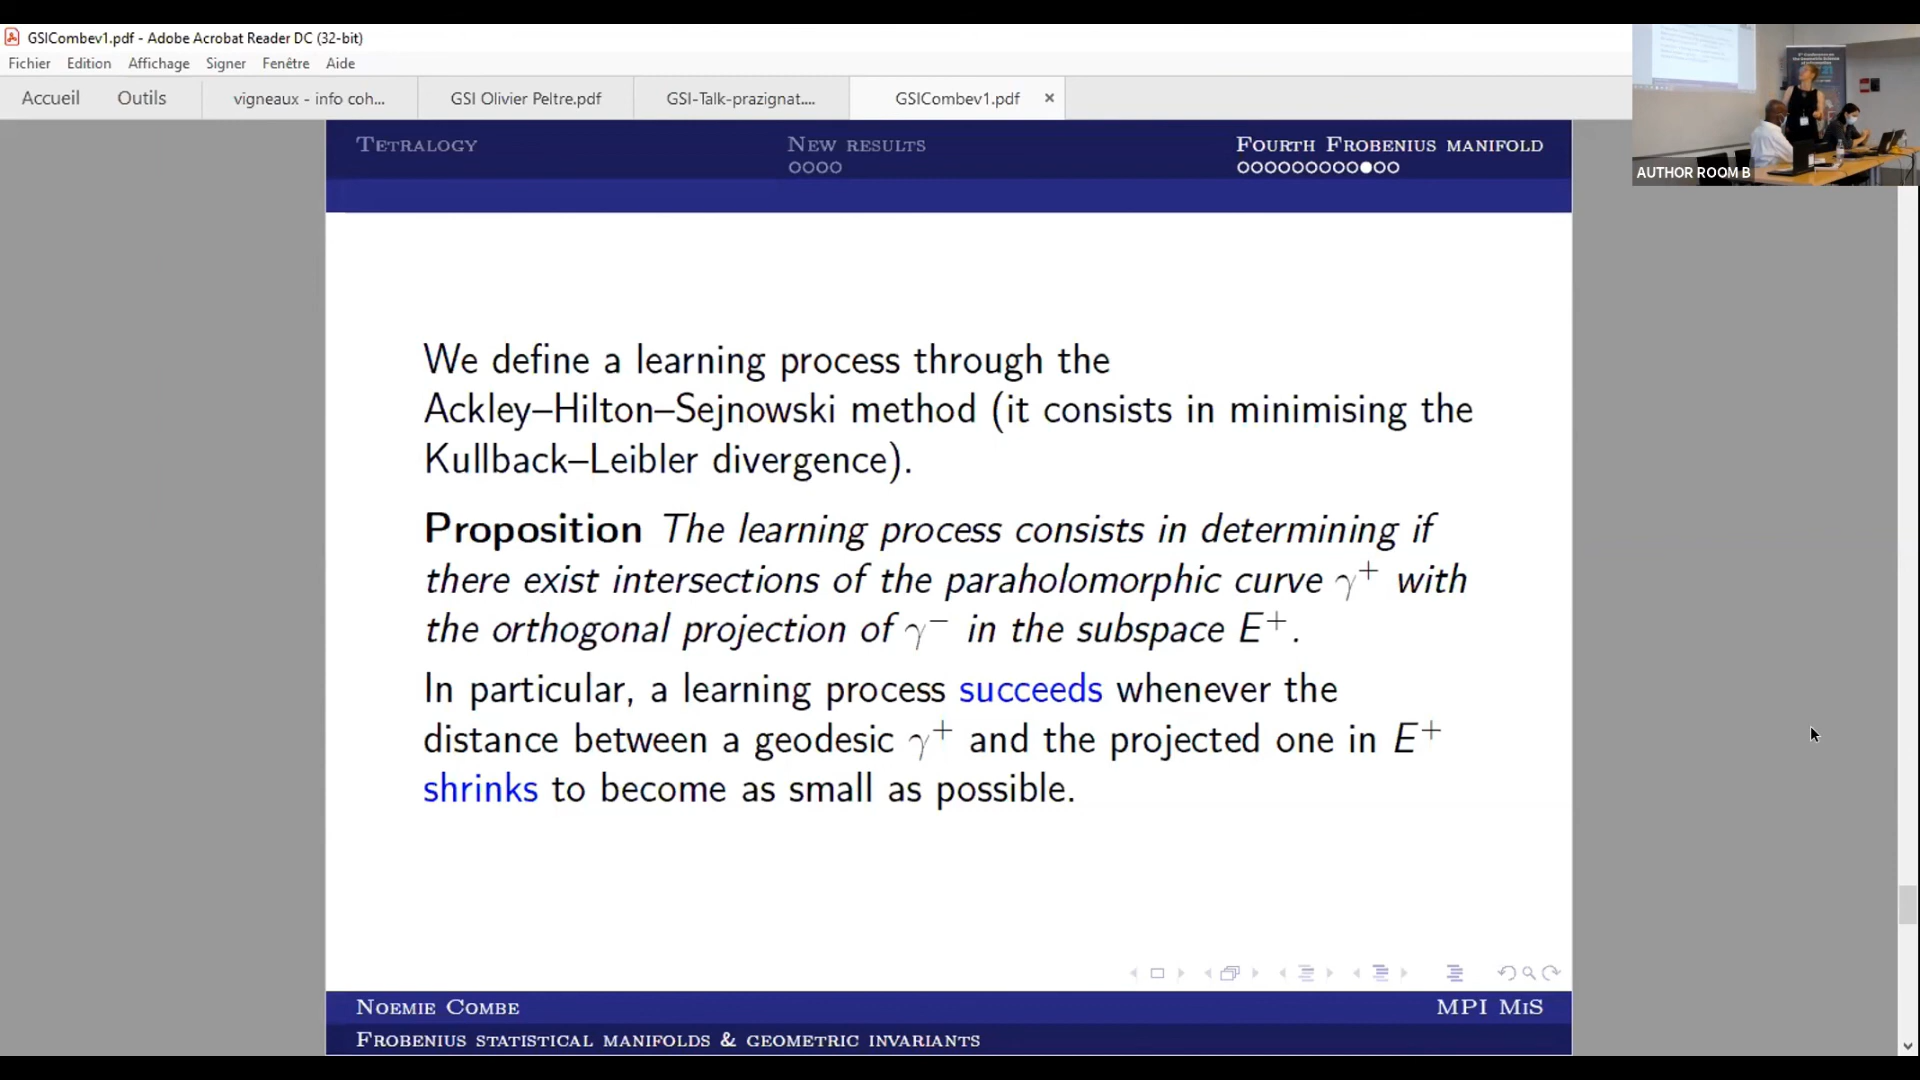 GSICombev1.pdf - Adobe Acrobat Reader DC (32-bit)
Fichier Edition Affichage Signer Fenêtre Aide
Accueil Outils vigneaux - info coh... GSI Olivier Peltre.pdf GSI-Talk-prazignat.... GSICombev1.pdf ×
AUTHOR ROOM B
Tetralogy New results Fourth Frobenius manifold
We define a learning process through the
Ackley–Hilton–Sejnowski method (it consists in minimising the
Kullback–Leibler divergence).
Proposition The learning process consists in determining if
there exist intersections of the paraholomorphic curve γ⁺ with
the orthogonal projection of γ⁻ in the subspace E⁺.
In particular, a learning process succeeds whenever the
distance between a geodesic γ⁺ and the projected one in E⁺
shrinks to become as small as possible.
Noemie Combe MPI MiS
Frobenius statistical manifolds & geometric invariants